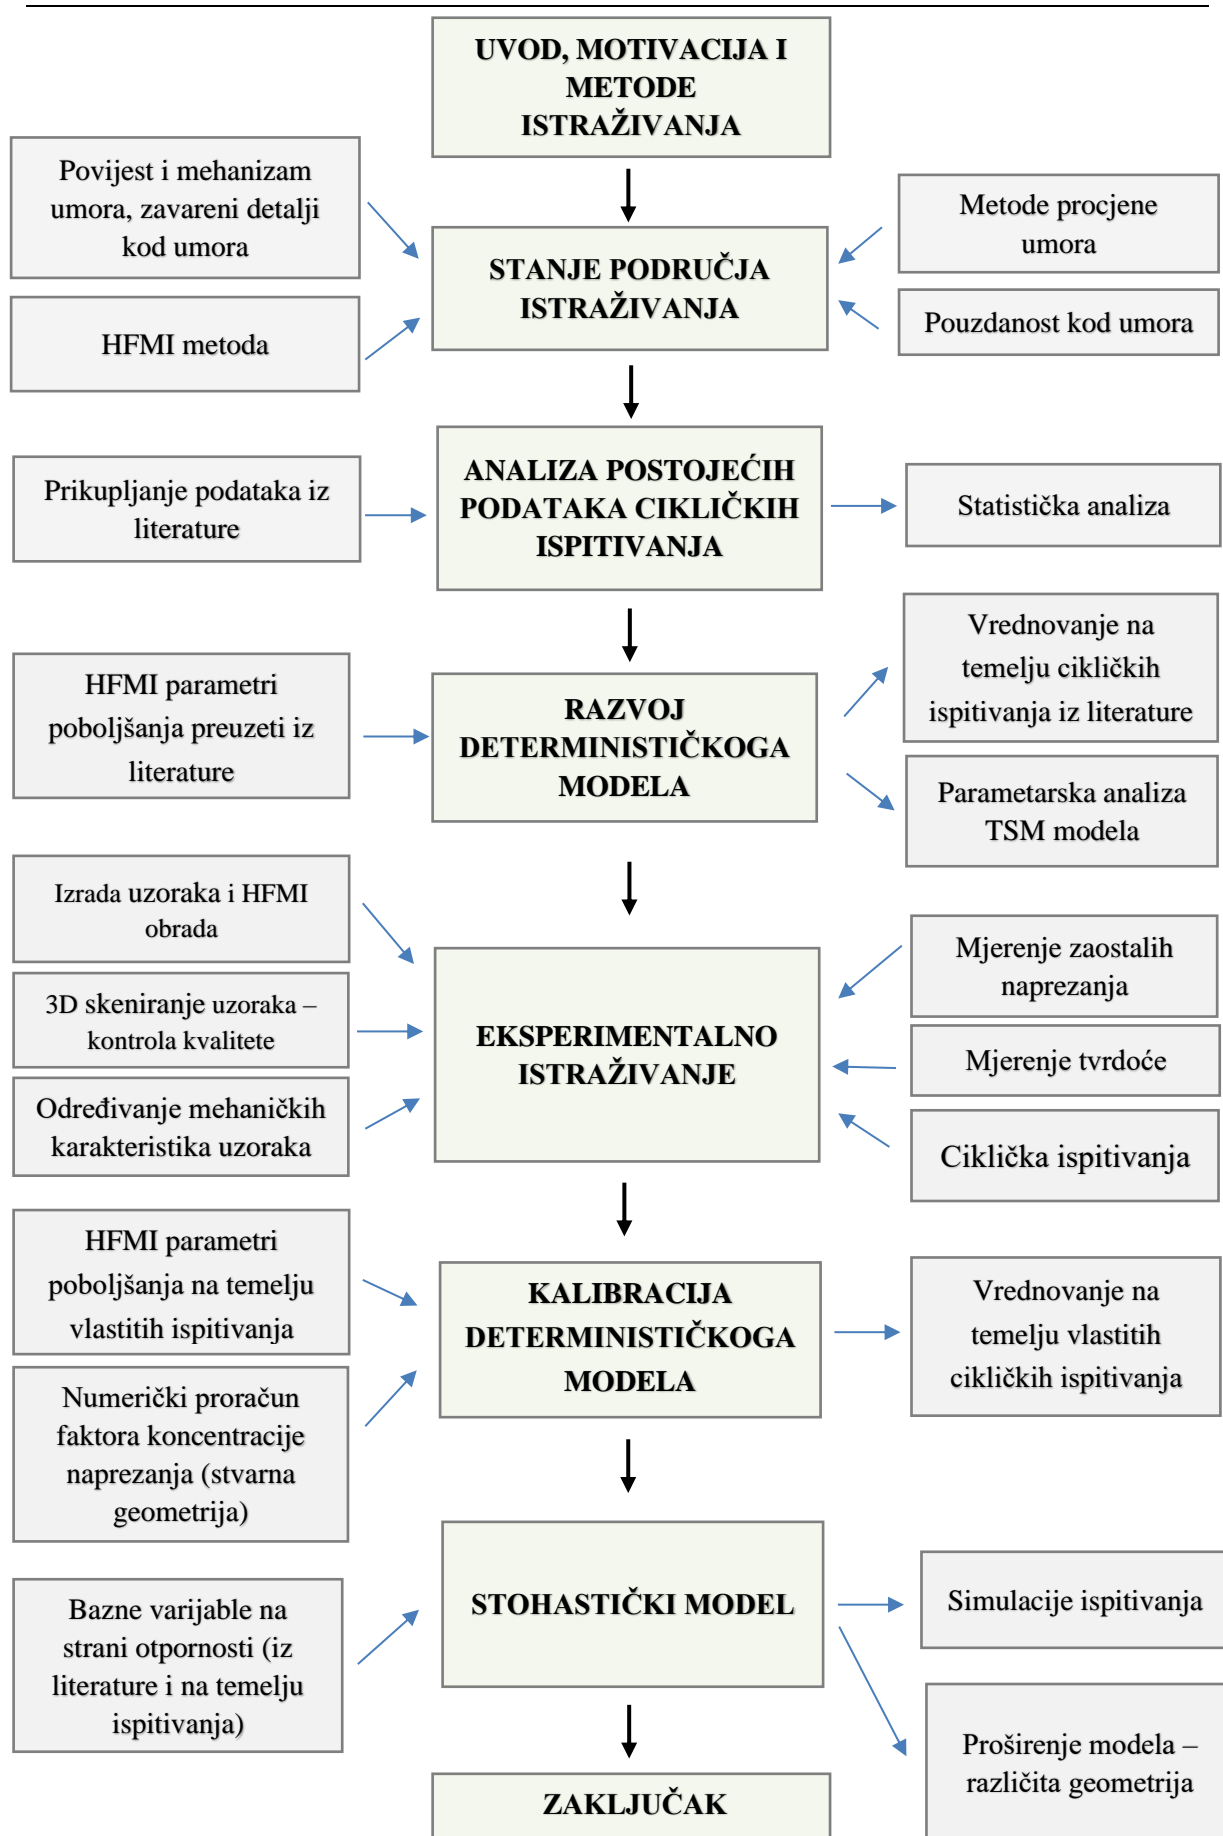 UVOD, MOTIVACIJA I
METODE
ISTRAŽIVANJA
Povijest i mehanizam
umora, zavareni detalji
kod umora
HFMI metoda
STANJE PODRUČJA
ISTRAŽIVANJA
Metode procjene
umora
Pouzdanost kod umora
Prikupljanje podataka iz
literature
ANALIZA POSTOJEĆIH
PODATAKA CIKLIČKIH
ISPITIVANJA
Statistička analiza
HFMI parametri
poboljšanja preuzeti iz
literature
RAZVOJ
DETERMINISTIČKOGA
MODELA
Vrednovanje na
temelju cikličkih
ispitivanja iz literature
Parametarska analiza
TSM modela
Izrada uzoraka i HFMI
obrada
3D skeniranje uzoraka –
kontrola kvalitete
Određivanje mehaničkih
karakteristika uzoraka
EKSPERIMENTALNO
ISTRAŽIVANJE
Mjerenje zaostalih
naprezanja
Mjerenje tvrdoće
Ciklička ispitivanja
HFMI parametri
poboljšanja na temelju
vlastitih ispitivanja
Numerički proračun
faktora koncentracije
naprezanja (stvarna
geometrija)
KALIBRACIJA
DETERMINISTIČKOGA
MODELA
Vrednovanje na
temelju vlastitih
cikličkih ispitivanja
Bazne varijable na
strani otpornosti (iz
literature i na temelju
ispitivanja)
STOHASTIČKI MODEL
Simulacije ispitivanja
Proširenje modela –
različita geometrija
ZAKLJUČAK